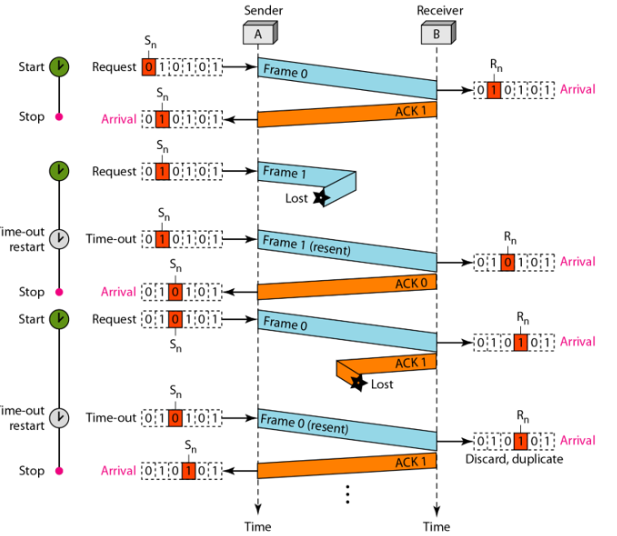 Sender
Receiver
A
B
Sn
Start
Request
0 1 0 1 0 1
Frame 0
Rn
0 1 0 1 0 1
Arrival
Sn
Stop
Arrival
0 1 0 1 0 1
ACK 1
Sn
Request
0 1 0 1 0 1
Frame 1
Lost
Sn
Time-out
restart
Time-out
0 1 0 1 0 1
Frame 1 (resent)
Rn
0 1 0 1 0 1
Arrival
Sn
Stop
Arrival
0 1 0 1 0 1
ACK 0
Start
Request
0 1 0 1 0 1
Sn
Frame 0
Rn
0 1 0 1 0 1
Arrival
ACK 1
Lost
Sn
Time-out
restart
Time-out
0 1 0 1 0 1
Frame 0 (resent)
Rn
0 1 0 1 0 1
Arrival
Discard, duplicate
Sn
Stop
Arrival
0 1 0 1 0 1
ACK 1
Time
Time